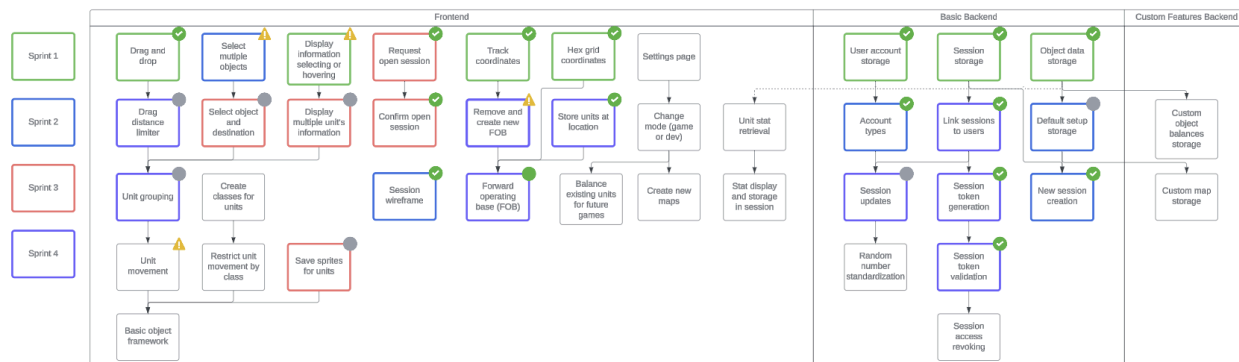 Frontend
Basic Backend
Custom Features Backend
Sprint 1
Drag and
drop
Select
mutliple
objects
Display
information
selecting or
hovering
Request
open session
Track
coordinates
Hex grid
coordinates
Settings page
User account
storage
Session
storage
Object data
storage
Sprint 2
Drag
distance
limiter
Select object
and
destination
Display
multiple unit's
information
Confirm open
session
Remove and
create new
FOB
Store units at
location
Change
mode (game
or dev)
Unit stat
retrieval
Account
types
Link sessions
to users
Default setup
storage
Custom
object
balances
storage
Sprint 3
Unit grouping
Create
classes for
units
Session
wireframe
Forward
operating
base (FOB)
Balance
existing units
for future
games
Create new
maps
Stat display
and storage
in session
Session
updates
Session
token
generation
New session
creation
Custom map
storage
Sprint 4
Unit
movement
Restrict unit
movement by
class
Save sprites
for units
Random
number
standardization
Session
token
validation
Basic object
framework
Session
access
revoking